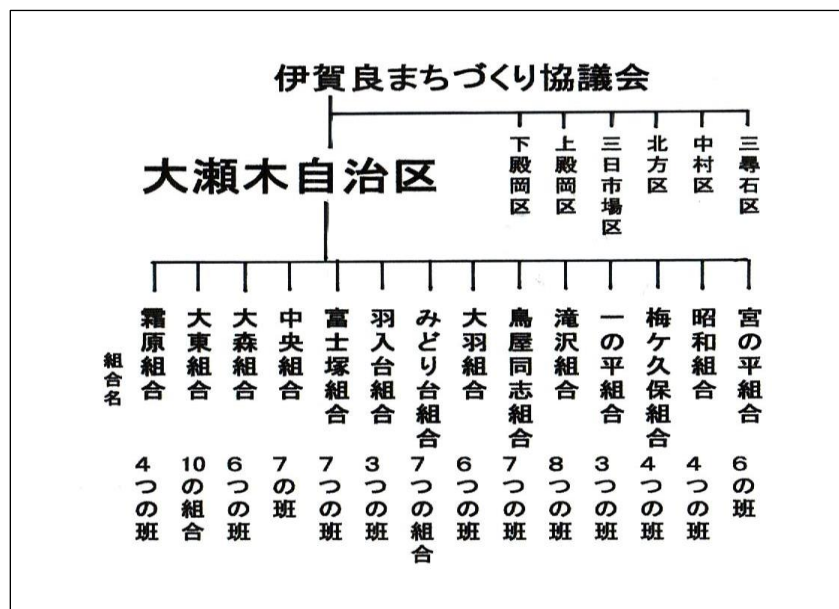 伊賀良まちづくり協議会
大瀬木自治区
下殿岡区
上殿岡区
三日市場区
北方区
中村区
三尋石区
組合名
霜原組合
4つの班
大東組合
10の組合
大森組合
6つの班
中央組合
7の班
富士塚組合
7つの班
羽入台組合
3つの班
みどり台組合
7つの組合
大羽組合
6つの班
鳥屋同志組合
7つの班
滝沢組合
8つの班
一の平組合
3つの班
梅ケ久保組合
4つの班
昭和組合
4つの班
宮の平組合
6の班